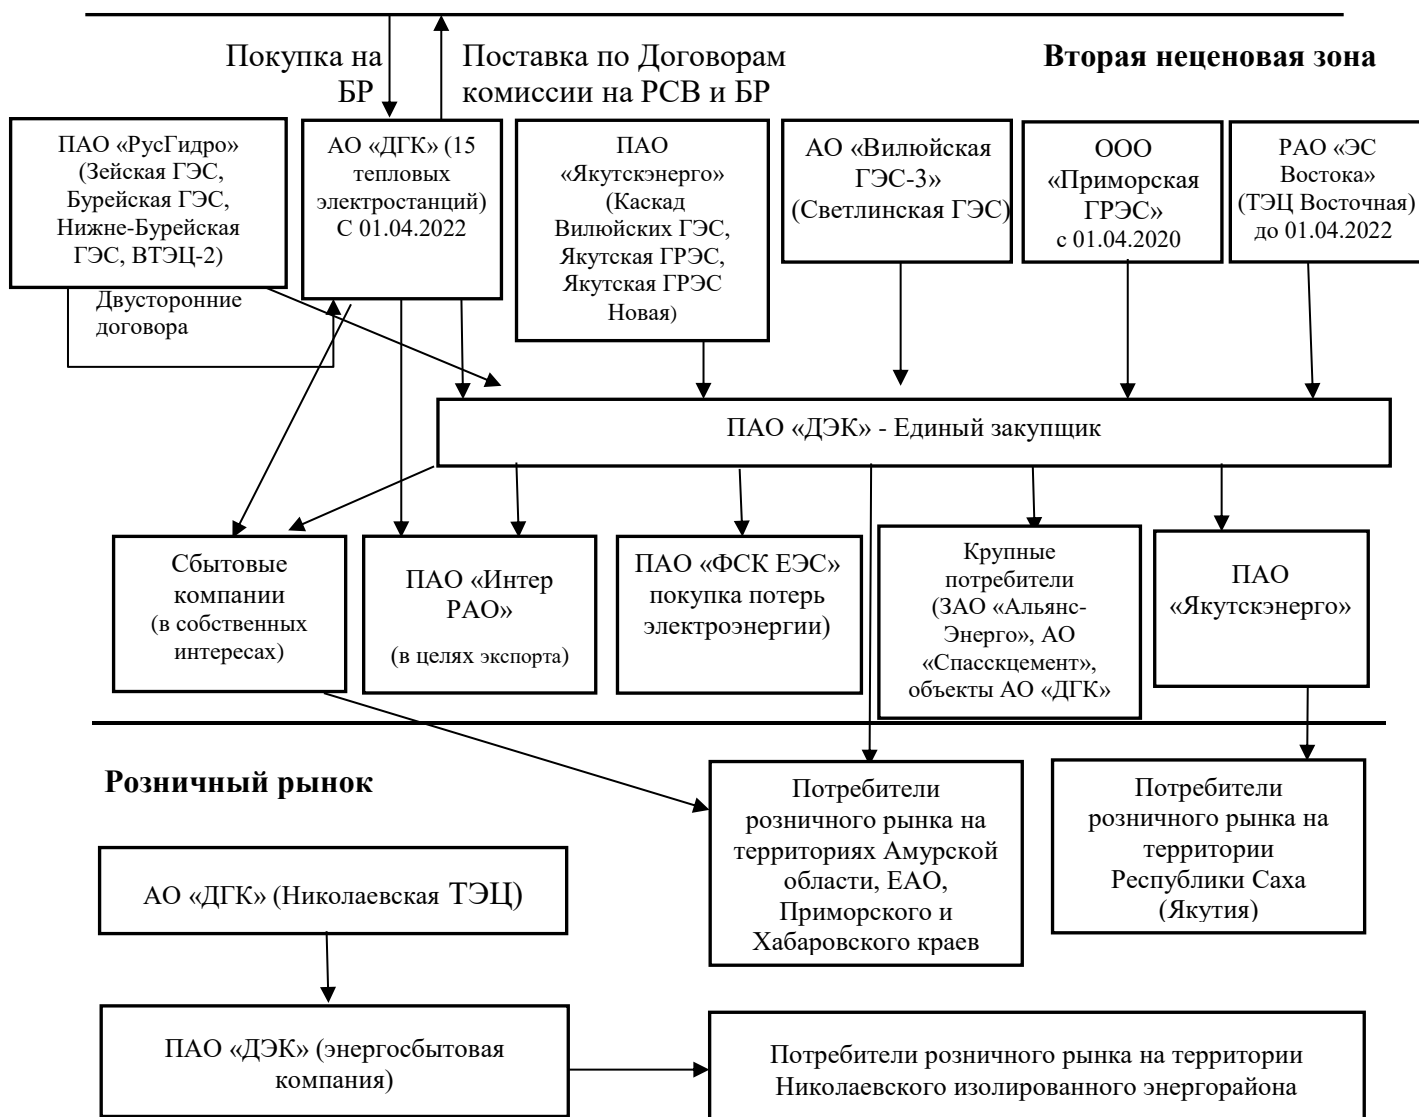 Покупка на
БР
Поставка по Договорам
комиссии на РСВ и БР
Вторая неценовая зона
ПАО «РусГидро»
(Зейская ГЭС,
Бурейская ГЭС,
Нижне-Бурейская
ГЭС, ВТЭЦ-2)
АО «ДГК» (15
тепловых
электростанций)
С 01.04.2022
ПАО
«Якутскэнерго»
(Каскад
Вилюйских ГЭС,
Якутская ГРЭС,
Якутская ГРЭС
Новая)
АО «Вилюйская
ГЭС-3»
(Светлинская ГЭС)
ООО
«Приморская
ГРЭС»
с 01.04.2020
РАО «ЭС
Востока»
(ТЭЦ Восточная)
до 01.04.2022
Двусторонние
договора
ПАО «ДЭК» - Единый закупщик
Сбытовые
компании
(в собственных
интересах)
ПАО «Интер
РАО»
(в целях экспорта)
ПАО «ФСК ЕЭС»
покупка потерь
электроэнергии)
Крупные
потребители
(ЗАО «Альянс-
Энерго», АО
«Спасскцемент»,
объекты АО «ДГК»
ПАО
«Якутскэнерго»
Розничный рынок
Потребители
розничного рынка на
территориях Амурской
области, ЕАО,
Приморского и
Хабаровского краев
Потребители
розничного рынка на
территории
Республики Саха
(Якутия)
АО «ДГК» (Николаевская ТЭЦ)
ПАО «ДЭК» (энергосбытовая
компания)
Потребители розничного рынка на территории
Николаевского изолированного энергорайона